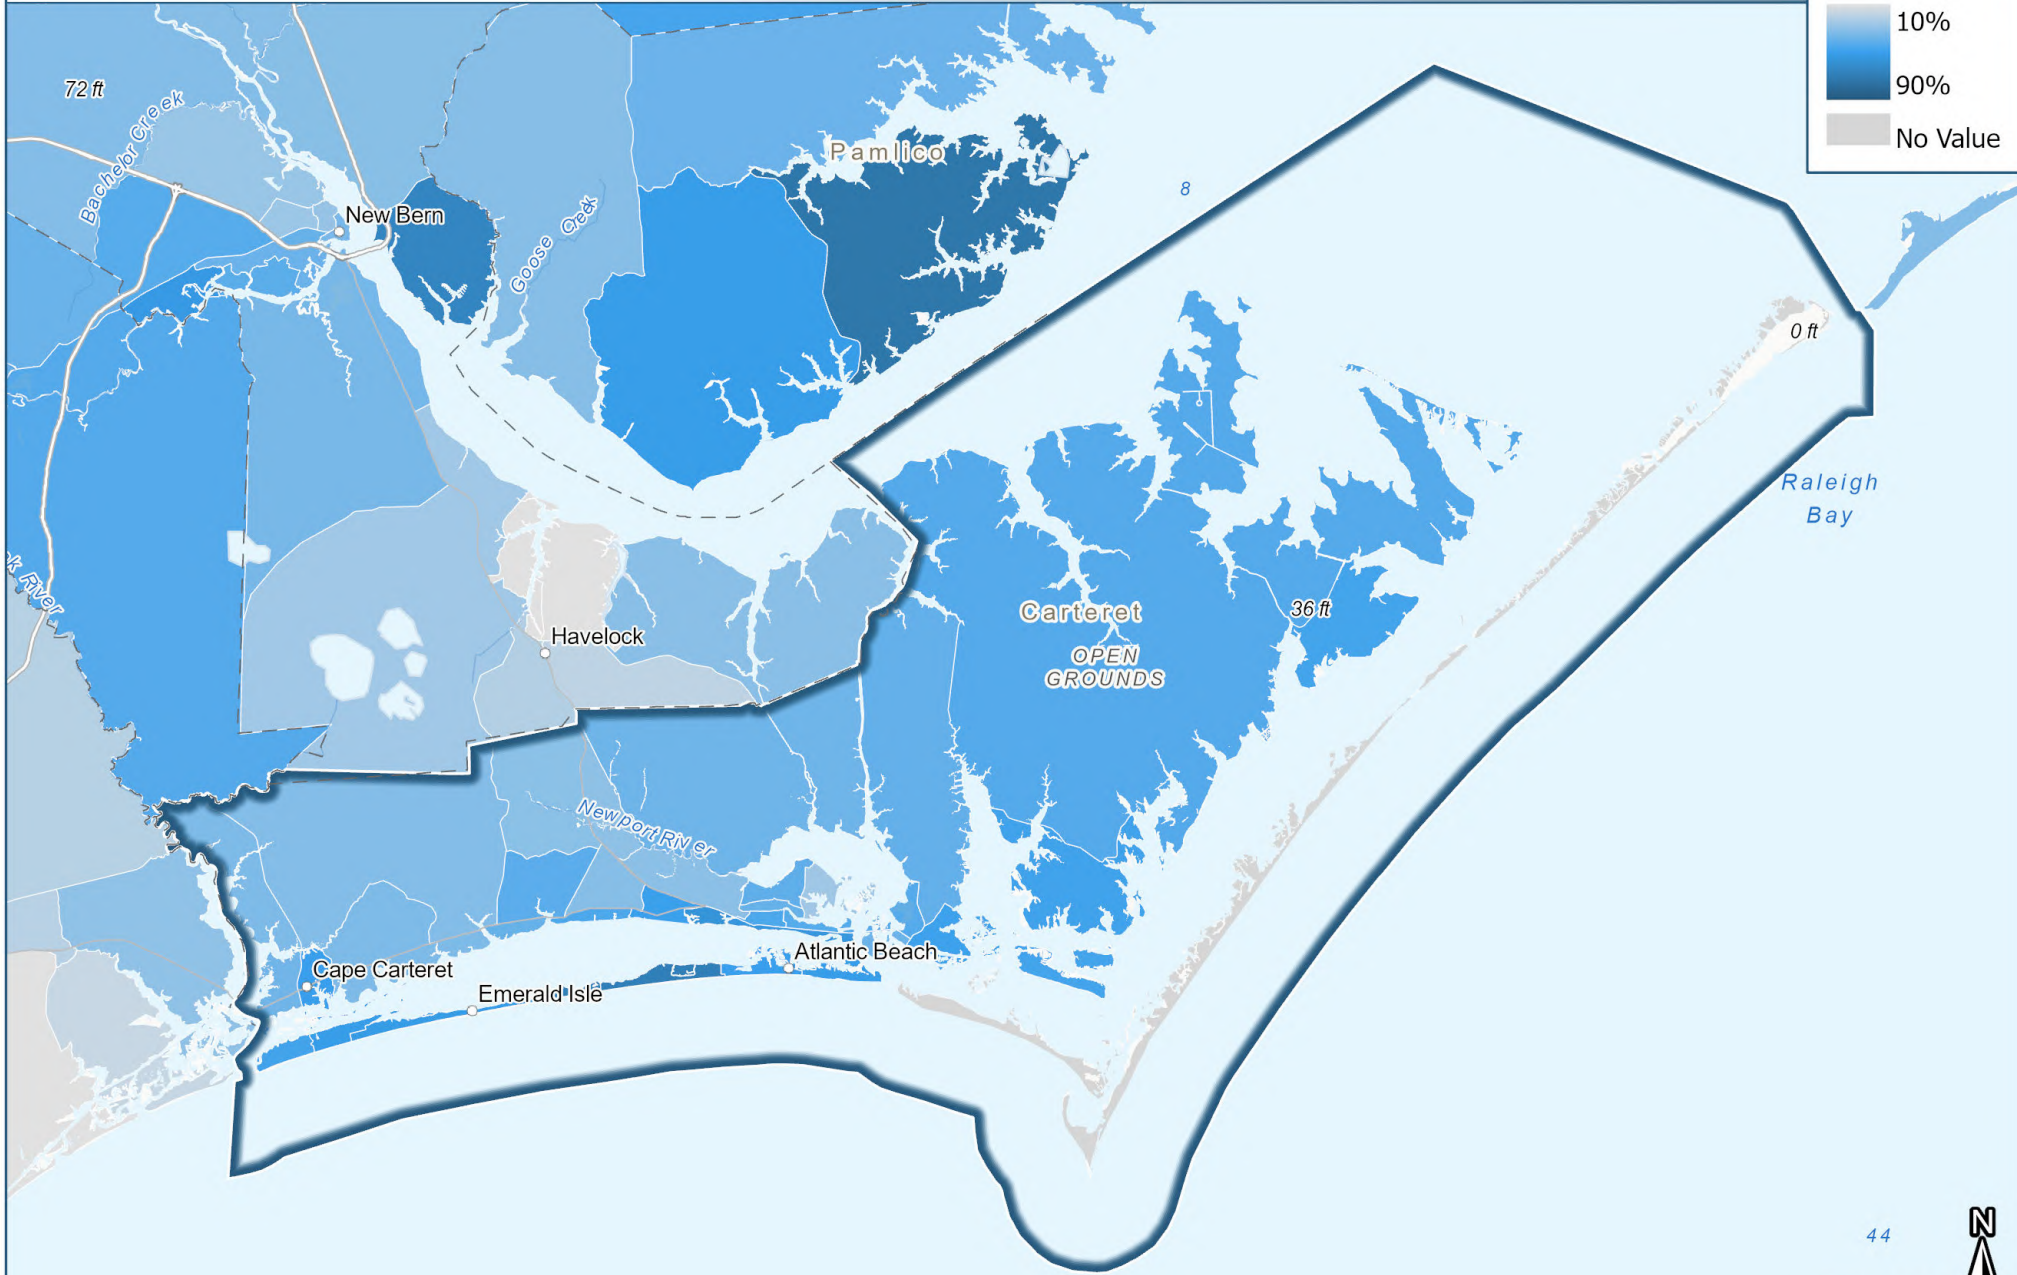 10%
90%
No Value
72 ft
Bachelor Creek
Pamlico
8
New Bern
Goose Creek
0 ft
Raleigh
Bay
River
Carteret
36 ft
OPEN
GROUNDS
Havelock
Newport River
Atlantic Beach
Cape Carteret
Emerald Isle
44
N